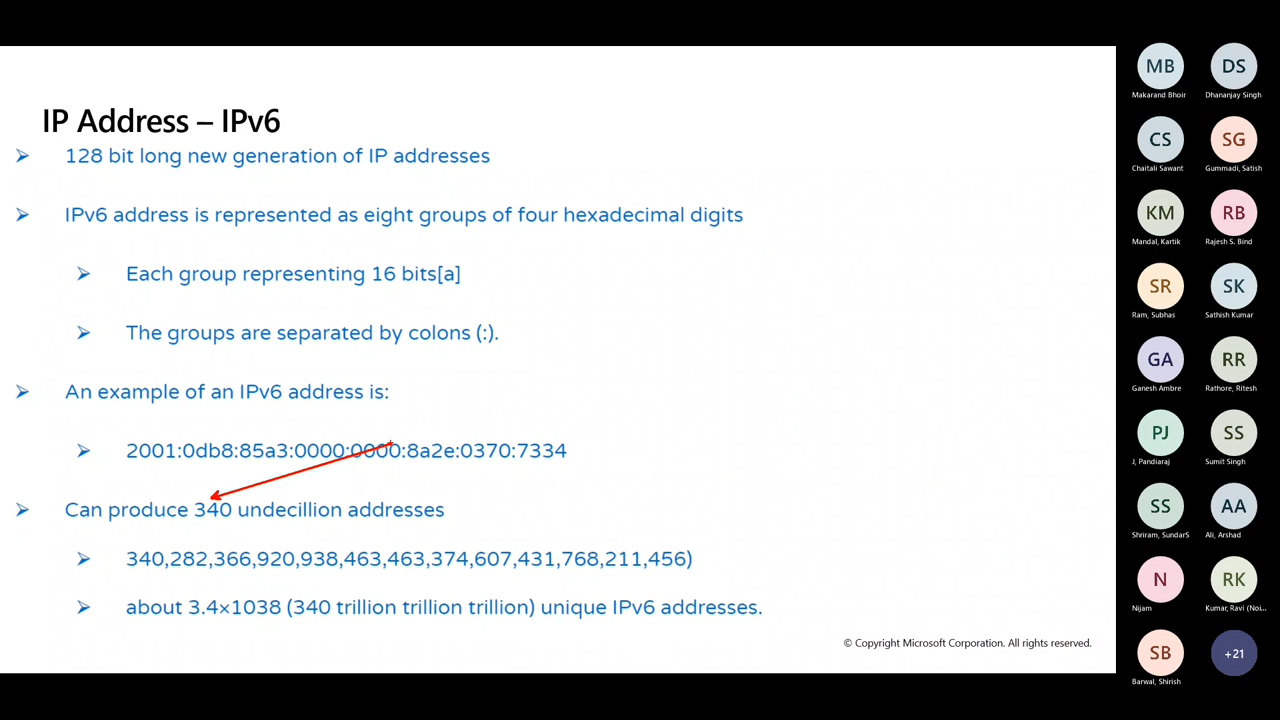 IP Address – IPv6
128 bit long new generation of IP addresses
IPv6 address is represented as eight groups of four hexadecimal digits
Each group representing 16 bits[a]
The groups are separated by colons (:).
An example of an IPv6 address is:
2001:0db8:85a3:0000:0000:8a2e:0370:7334
Can produce 340 undecillion addresses
340,282,366,920,938,463,463,374,607,431,768,211,456)
about 3.4×1038 (340 trillion trillion trillion) unique IPv6 addresses.
© Copyright Microsoft Corporation. All rights reserved.
MB DS
Makarand Bhoir Dhananjay Singh
CS SG
Chaitali Sawant Gummadi, Satish
KM RB
Mandal, Kartik Rajesh S. Bind
SR SK
Ram, Subhas Sathish Kumar
GA RR
Ganesh Ambre Rathore, Ritesh
PJ SS
J, Pandiaraj Sumit Singh
SS AA
Shriram, SundarS Ali, Arshad
N RK
Nijam Kumar, Ravi (Noi...
SB +21
Barwal, Shirish